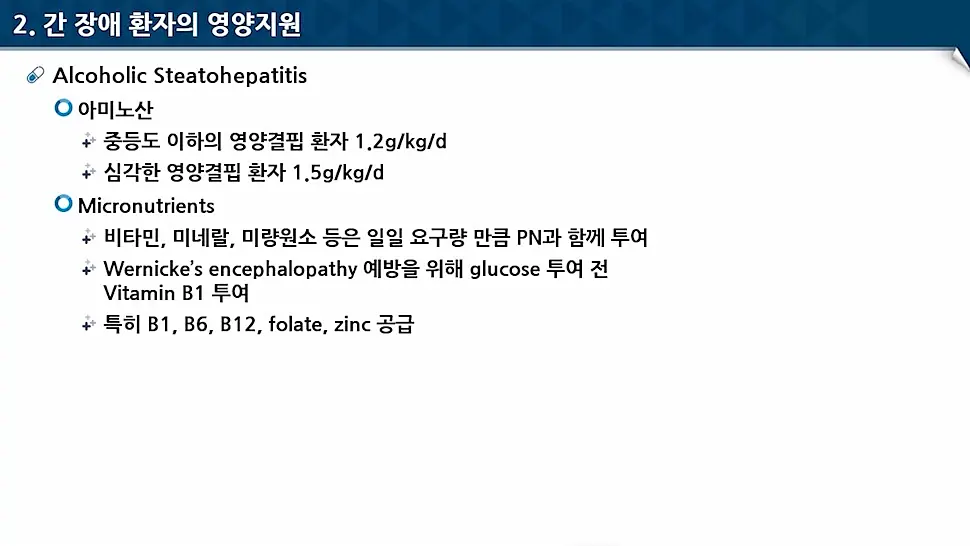 2. 간 장애 환자의 영양지원
Alcoholic Steatohepatitis
아미노산
중등도 이하의 영양결핍 환자 1.2g/kg/d
심각한 영양결핍 환자 1.5g/kg/d
Micronutrients
비타민, 미네랄, 미량원소 등은 일일 요구량 만큼 PN과 함께 투여
Wernicke's encephalopathy 예방을 위해 glucose 투여 전
Vitamin B1 투여
특히 B1, B6, B12, folate, zinc 공급